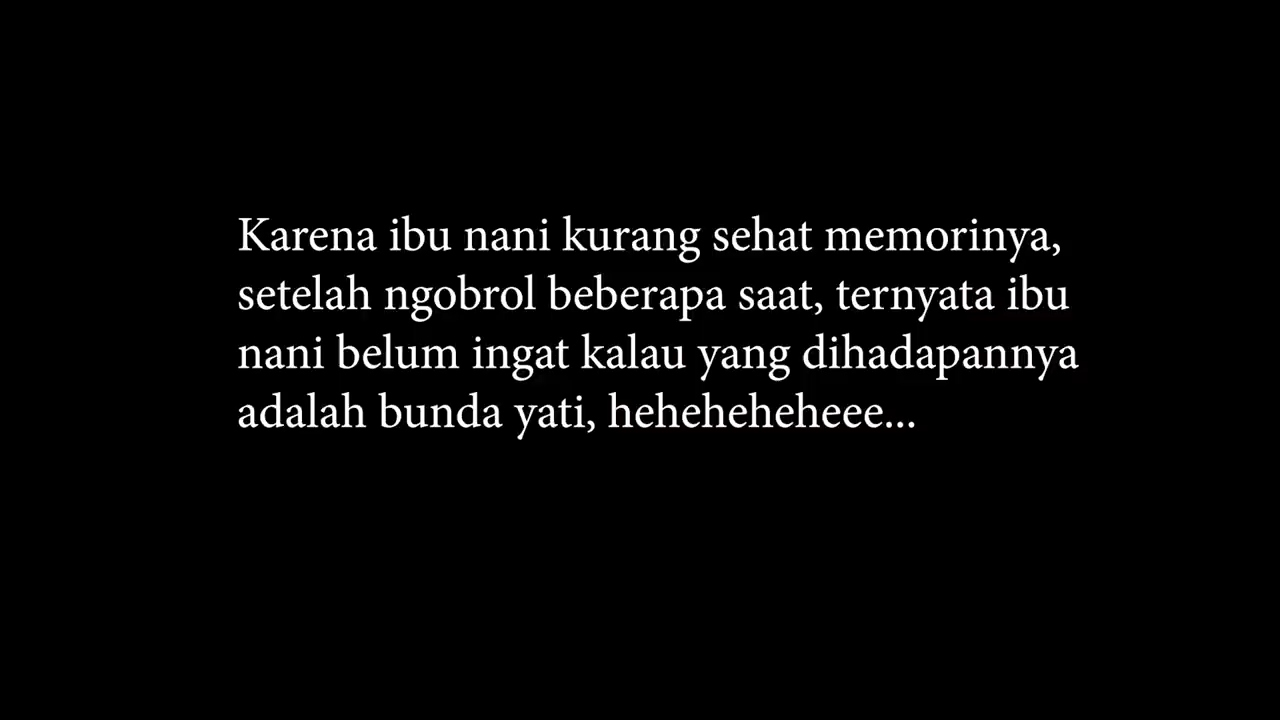 Karena ibu nani kurang sehat memorinya,
setelah ngobrol beberapa saat, ternyata ibu
nani belum ingat kalau yang dihadapannya
adalah bunda yati, heheheheheee...